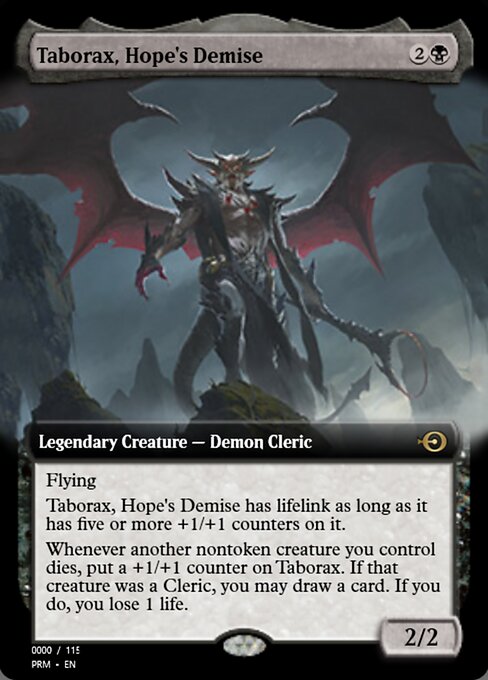 Taborax, Hope's Demise 2
Legendary Creature — Demon Cleric
Flying
Taborax, Hope's Demise has lifelink as long as it
has five or more +1/+1 counters on it.
Whenever another nontoken creature you control
dies, put a +1/+1 counter on Taborax. If that
creature was a Cleric, you may draw a card. If you
do, you lose 1 life.
2/2
0000 / 115
PRM • EN